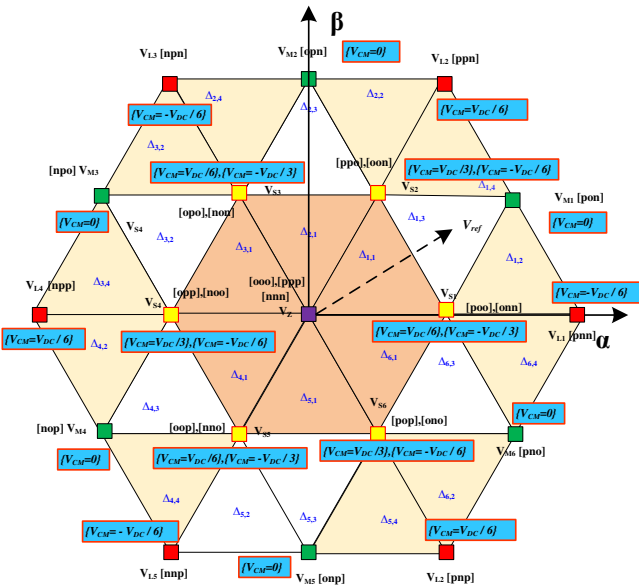 β
V_L3 [npn]
V_M2 [opn]
{V_CM=0}
V_L2 [ppn]
Δ_2,4
Δ_2,3
Δ_2,2
{V_CM= -V_DC / 6}
{V_CM=V_DC / 6}
Δ_3,2
[ppo],[oon]
{V_CM=V_DC /6},{V_CM= -V_DC / 3}
{V_CM=V_DC /3},{V_CM= -V_DC / 6}
[npo] V_M3
V_S3
V_S2
Δ_1,4
V_M1 [pon]
{V_CM=0}
[opo],[non]
Δ_1,3
{V_CM=0}
V_S4
V_ref
Δ_3,2
Δ_3,1
Δ_2,1
Δ_1,1
Δ_1,2
Δ_3,4
[ooo],[ppp]
V_L4 [npp]
[opp],[noo]
[nnn]
{V_CM=-V_DC / 6}
V_S4
V_Z
V_S1
[poo],[onn]
α
{V_CM=V_DC / 6}
{V_CM=V_DC /3},{V_CM= -V_DC / 6}
{V_CM=V_DC /6},{V_CM= -V_DC / 3}
V_L1 [pnn]
Δ_4,2
Δ_4,1
Δ_6,1
Δ_6,3
Δ_6,4
Δ_5,1
Δ_4,3
V_S6
{V_CM=0}
[nop] V_M4
[oop],[nno]
V_S5
[pop],[ono]
V_M6 [pno]
{V_CM=0}
{V_CM=V_DC /6},{V_CM= -V_DC / 3}
{V_CM=V_DC /3},{V_CM= -V_DC / 6}
Δ_4,4
Δ_5,2
Δ_5,3
Δ_5,4
Δ_6,2
{V_CM= - V_DC / 6}
{V_CM=V_DC / 6}
V_L5 [nnp]
{V_CM=0}
V_M5 [onp]
V_L2 [pnp]